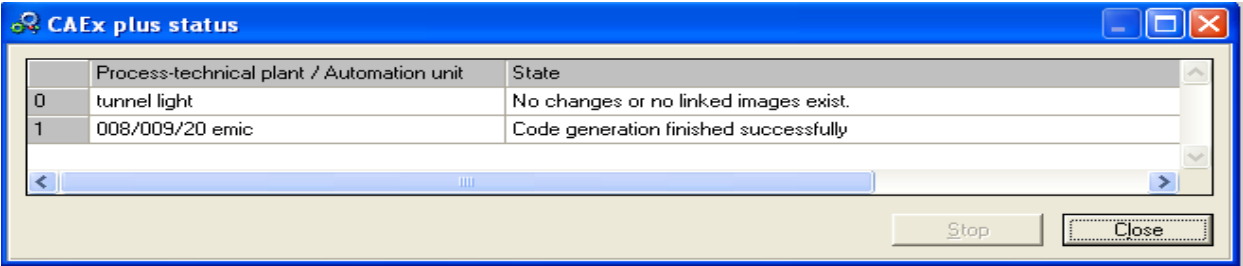 CAEx plus status
Process-technical plant / Automation unit State
0 tunnel light No changes or no linked images exist.
1 008/009/20 emic Code generation finished successfully
Stop Close